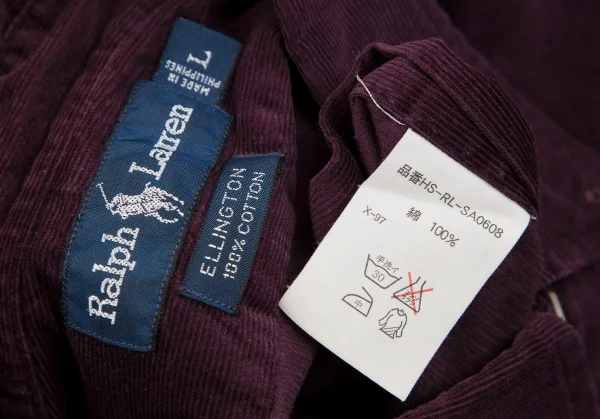 L
MADE IN
PHILIPPINES
Ralph Lauren
ELLINGTON
100% COTTON
品番HS-RL-SA0608
X-97
綿 100%
手洗イ
30
中